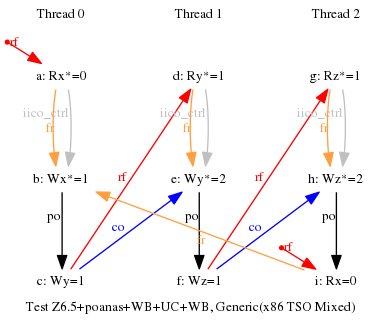 Thread 0 Thread 1 Thread 2
rf
a: Rx*=0 d: Ry*=1 g: Rz*=1
iico_ctrl iico_ctrl iico_ctrl
fr fr fr
rf rf
b: Wx*=1 e: Wy*=2 h: Wz*=2
po po po
co co
fr rf
c: Wy=1 f: Wz=1 i: Rx=0
Test Z6.5+poanas+WB+UC+WB, Generic(x86 TSO Mixed)